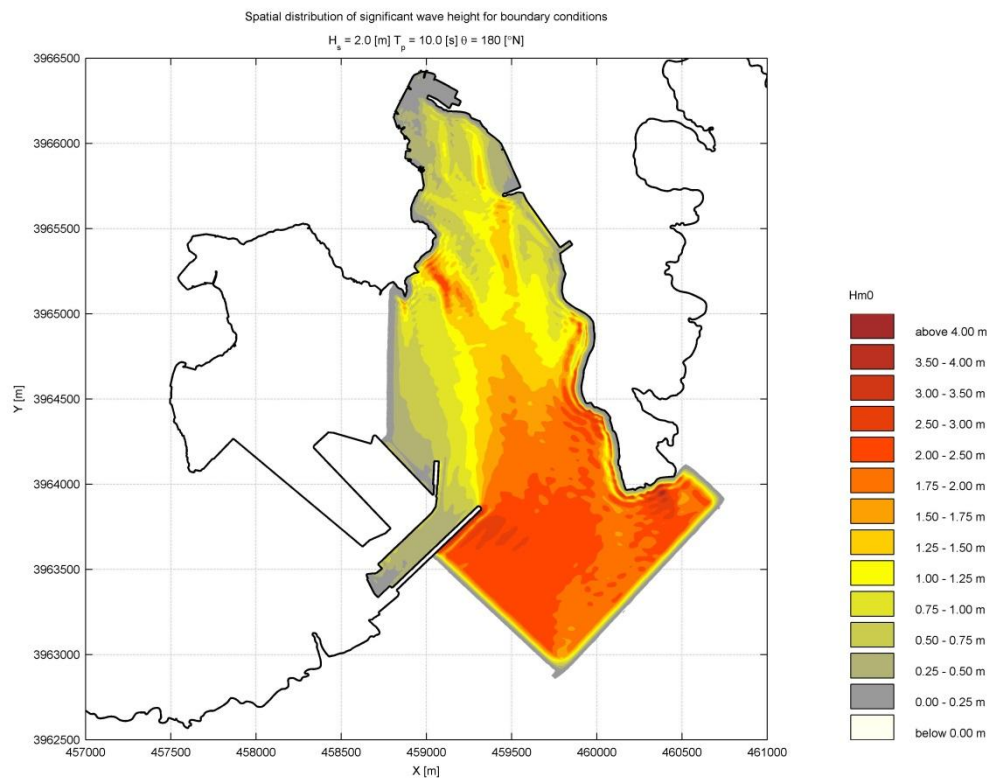 Spatial distribution of significant wave height for boundary conditions
Hs = 2.0 [m] Tp = 10.0 [s] θ = 180 [°N]
3966500
3966000
3965500
3965000
3964500
3964000
3963500
3963000
3962500
Y [m]
457000 457500 458000 458500 459000 459500 460000 460500 461000
X [m]
Hm0
above 4.00 m
3.50 - 4.00 m
3.00 - 3.50 m
2.50 - 3.00 m
2.00 - 2.50 m
1.75 - 2.00 m
1.50 - 1.75 m
1.25 - 1.50 m
1.00 - 1.25 m
0.75 - 1.00 m
0.50 - 0.75 m
0.25 - 0.50 m
0.00 - 0.25 m
below 0.00 m